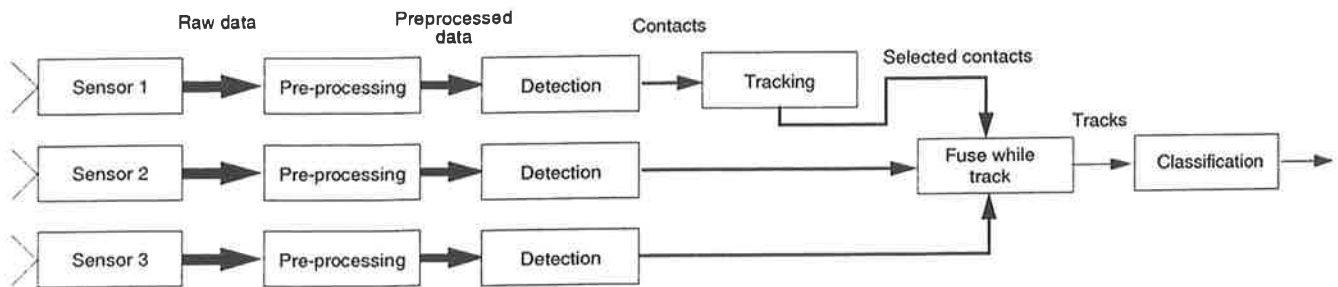 Raw data
Preprocessed
data
Contacts
Selected contacts
Sensor 1
Pre-processing
Detection
Tracking
Tracks
Sensor 2
Pre-processing
Detection
Fuse while
track
Classification
Sensor 3
Pre-processing
Detection